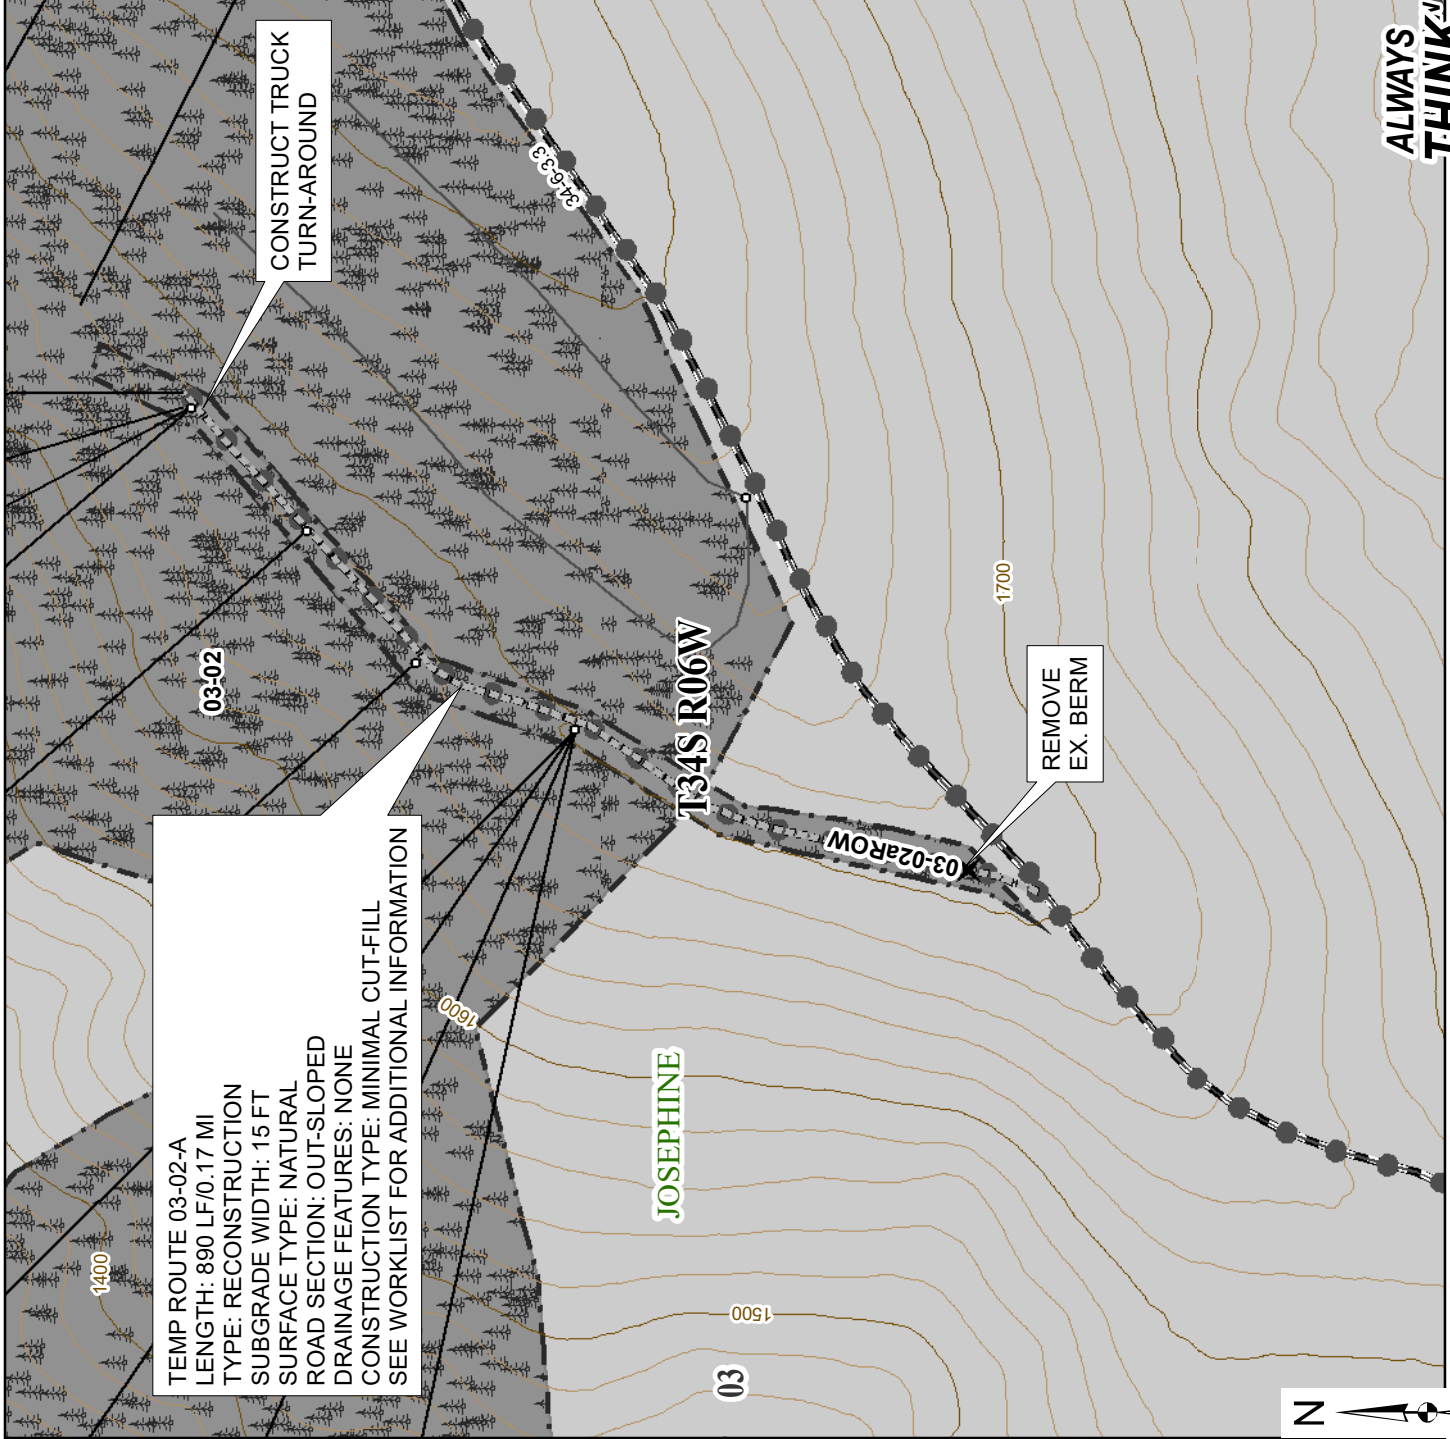 CONSTRUCT TRUCK
TURN-AROUND
34-6-3.3
03-02
TEMP ROUTE 03-02-A
LENGTH: 890 LF/0.17 MI
TYPE: RECONSTRUCTION
SUBGRADE WIDTH: 15 FT
SURFACE TYPE: NATURAL
ROAD SECTION: OUT-SLOPED
DRAINAGE FEATURES: NONE
CONSTRUCTION TYPE: MINIMAL CUT-FILL
SEE WORKLIST FOR ADDITIONAL INFORMATION
T34S R06W
03-02aROW
REMOVE
EX. BERM
1700
1600
1400
1500
JOSEPHINE
03
N
ALWAYS
THINK